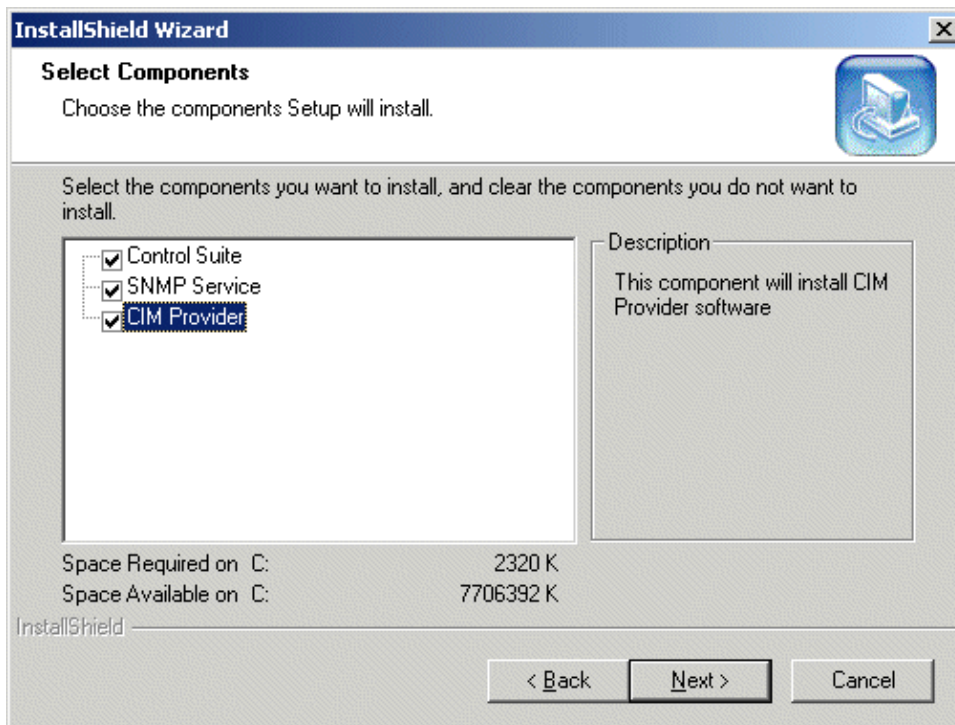 InstallShield Wizard
Select Components
Choose the components Setup will install.
Select the components you want to install, and clear the components you do not want to
install.
Control Suite
SNMP Service
CIM Provider
Description
This component will install CIM
Provider software
Space Required on C: 2320 K
Space Available on C: 7706392 K
InstallShield
< Back Next > Cancel